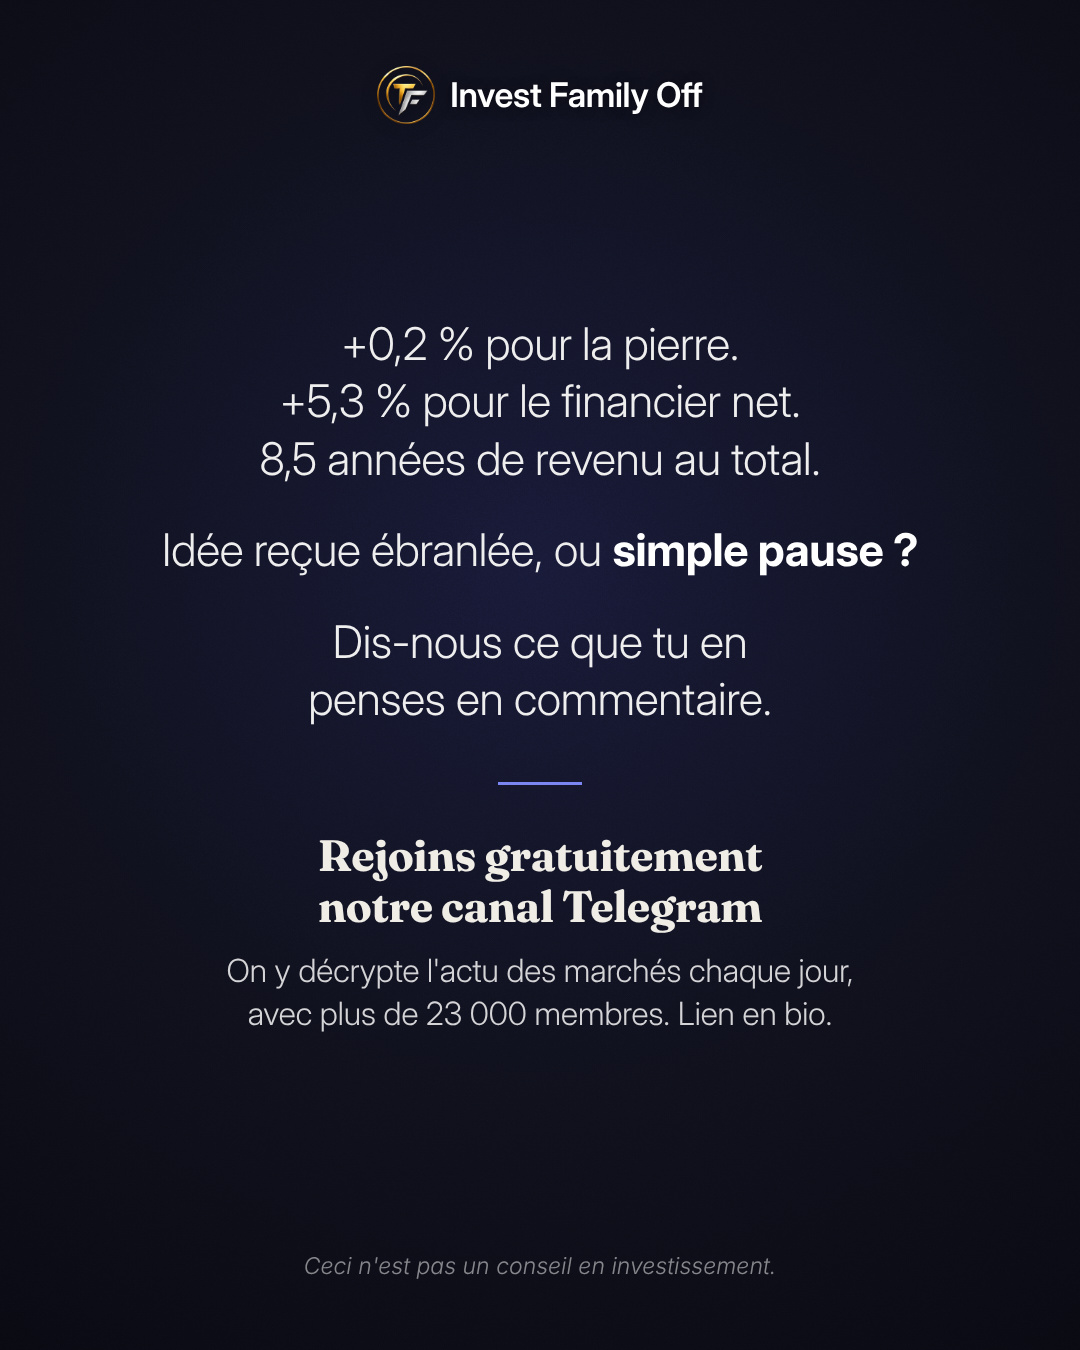 TF Invest Family Off
+0,2 % pour la pierre.
+5,3 % pour le financier net.
8,5 années de revenu au total.
Idée reçue ébranlée, ou simple pause ?
Dis-nous ce que tu en
penses en commentaire.
Rejoins gratuitement
notre canal Telegram
On y décrypte l'actu des marchés chaque jour,
avec plus de 23 000 membres. Lien en bio.
Ceci n'est pas un conseil en investissement.